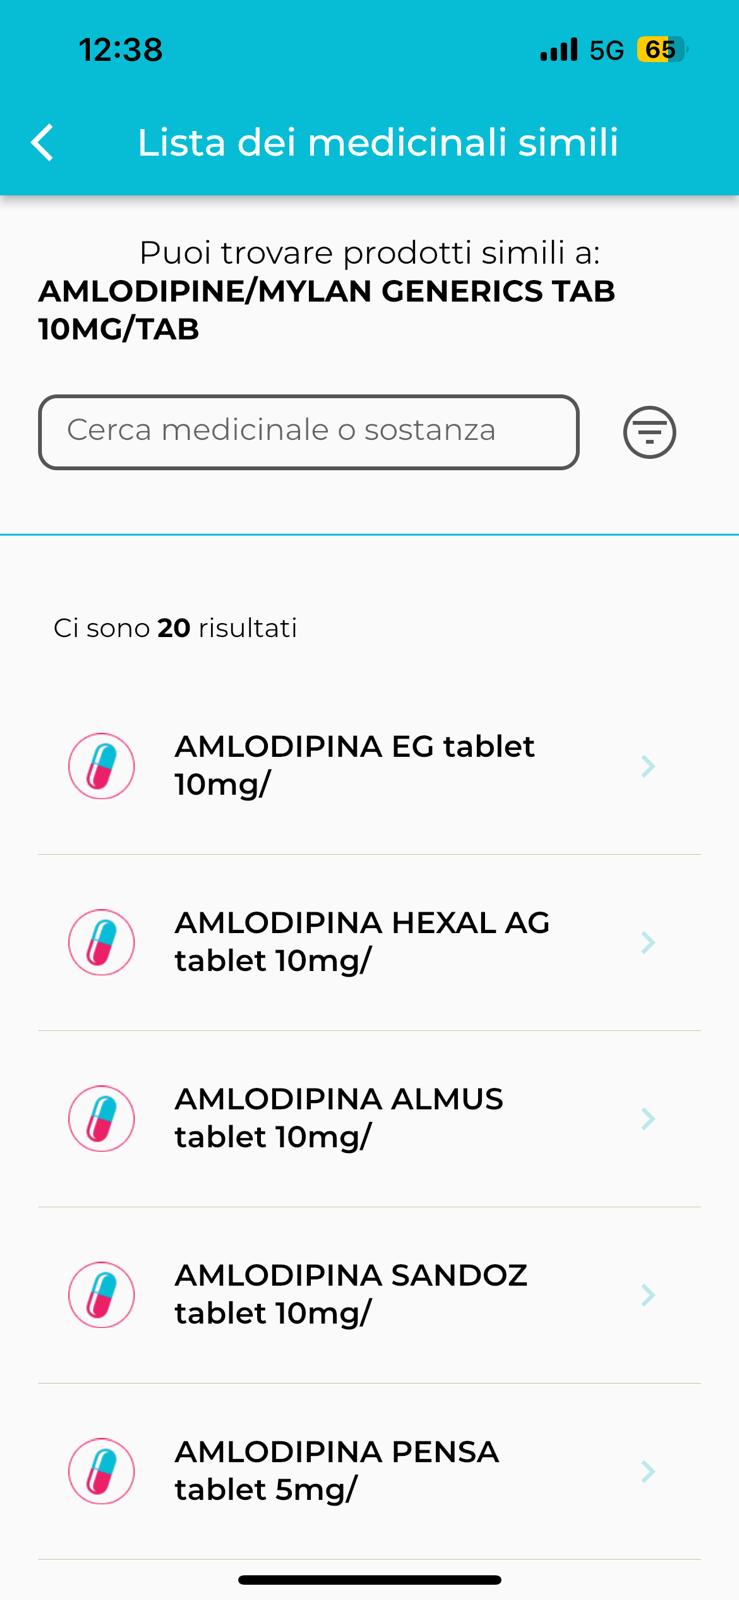 12:38
5G
65
Lista dei medicinali simili
Puoi trovare prodotti simili a:
AMLODIPINE/MYLAN GENERICS TAB
10MG/TAB
Cerca medicinale o sostanza
Ci sono 20 risultati
AMLODIPINA EG tablet
10mg/
AMLODIPINA HEXAL AG
tablet 10mg/
AMLODIPINA ALMUS
tablet 10mg/
AMLODIPINA SANDOZ
tablet 10mg/
AMLODIPINA PENSA
tablet 5mg/